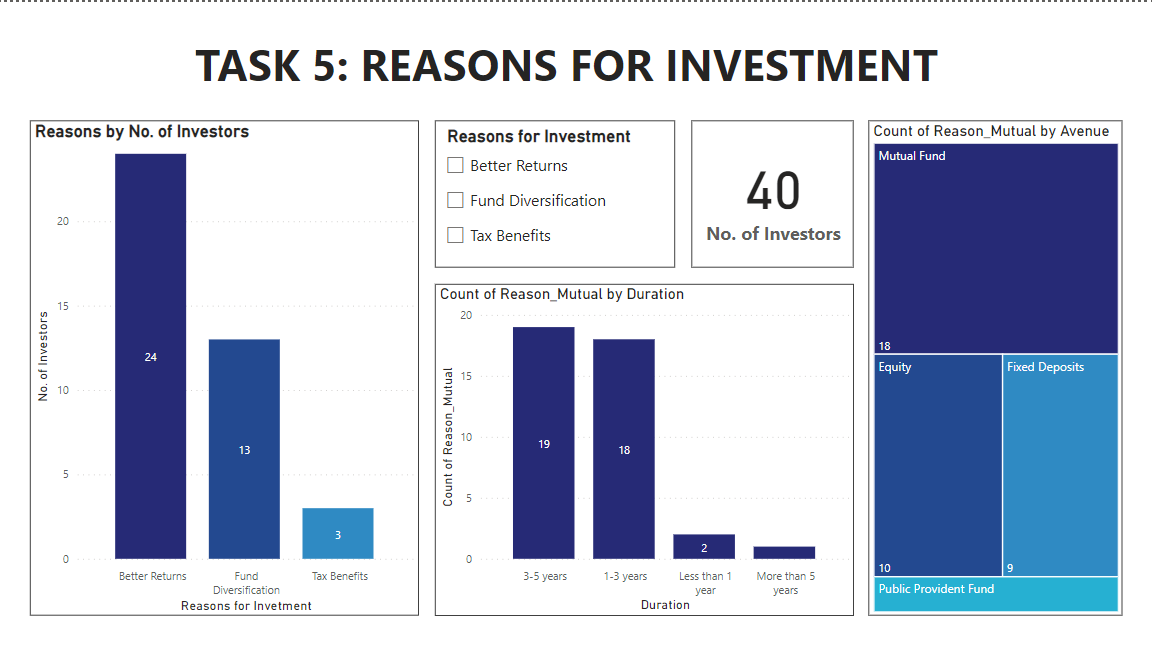 TASK 5: REASONS FOR INVESTMENT
Reasons by No. of Investors
No. of Investors
20
15
10
5
0
24
13
3
Better Returns
Fund
Diversification
Tax Benefits
Reasons for Invetment
Reasons for Investment
Better Returns
Fund Diversification
Tax Benefits
40
No. of Investors
Count of Reason_Mutual by Duration
Count of Reason_Mutual
20
15
10
5
0
19
18
2
3-5 years
1-3 years
Less than 1
year
More than 5
years
Duration
Count of Reason_Mutual by Avenue
Mutual Fund
18
Equity
10
Fixed Deposits
9
Public Provident Fund